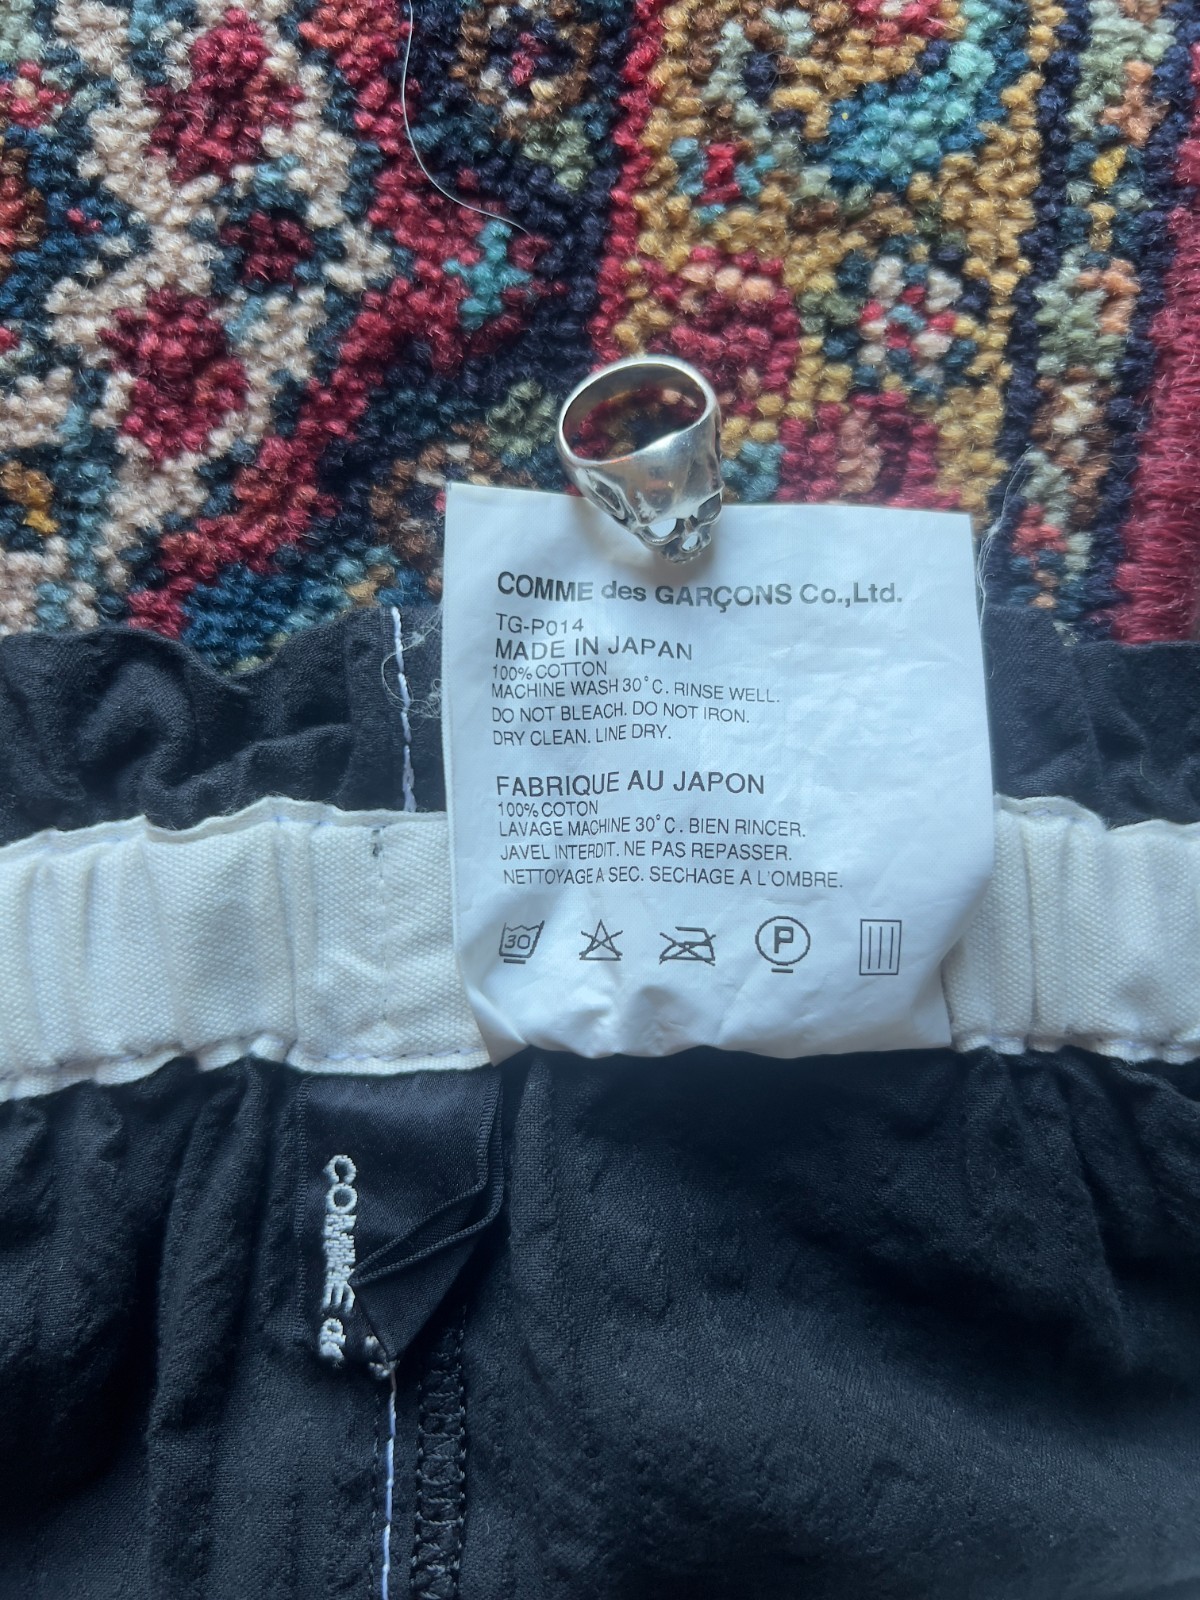 COMME des GARÇONS Co.,Ltd.
TG-P014
MADE IN JAPAN
100% COTTON
MACHINE WASH 30°C. RINSE WELL.
DO NOT BLEACH. DO NOT IRON.
DRY CLEAN. LINE DRY.
FABRIQUE AU JAPON
100% COTON
LAVAGE MACHINE 30°C. BIEN RINCER.
JAVEL INTERDIT. NE PAS REPASSER.
NETTOYAGE A SEC. SECHAGE A L'OMBRE.
30 P
COMME de